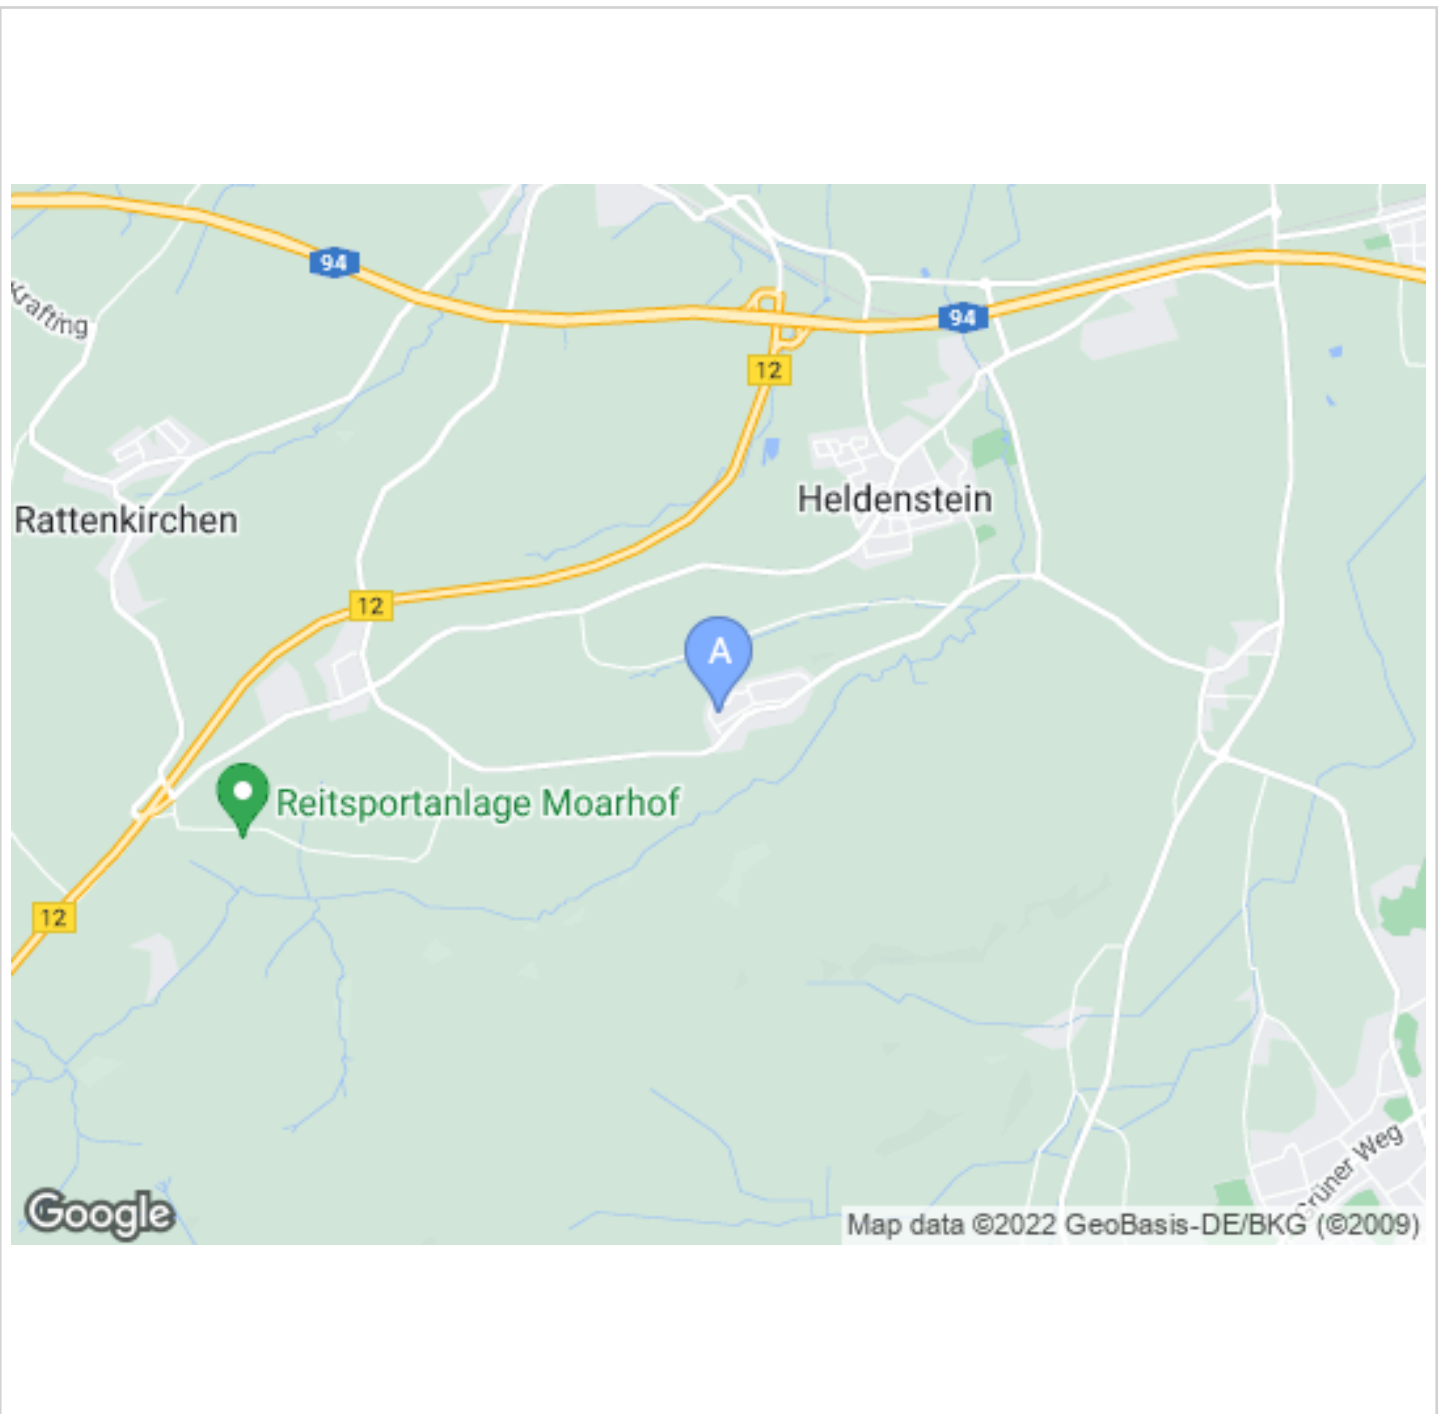 94
Krafting
94
12
Heldenstein
Rattenkirchen
12
A
Reitsportanlage Moarhof
12
Grüner Weg
Google
Map data ©2022 GeoBasis-DE/BKG (©2009)